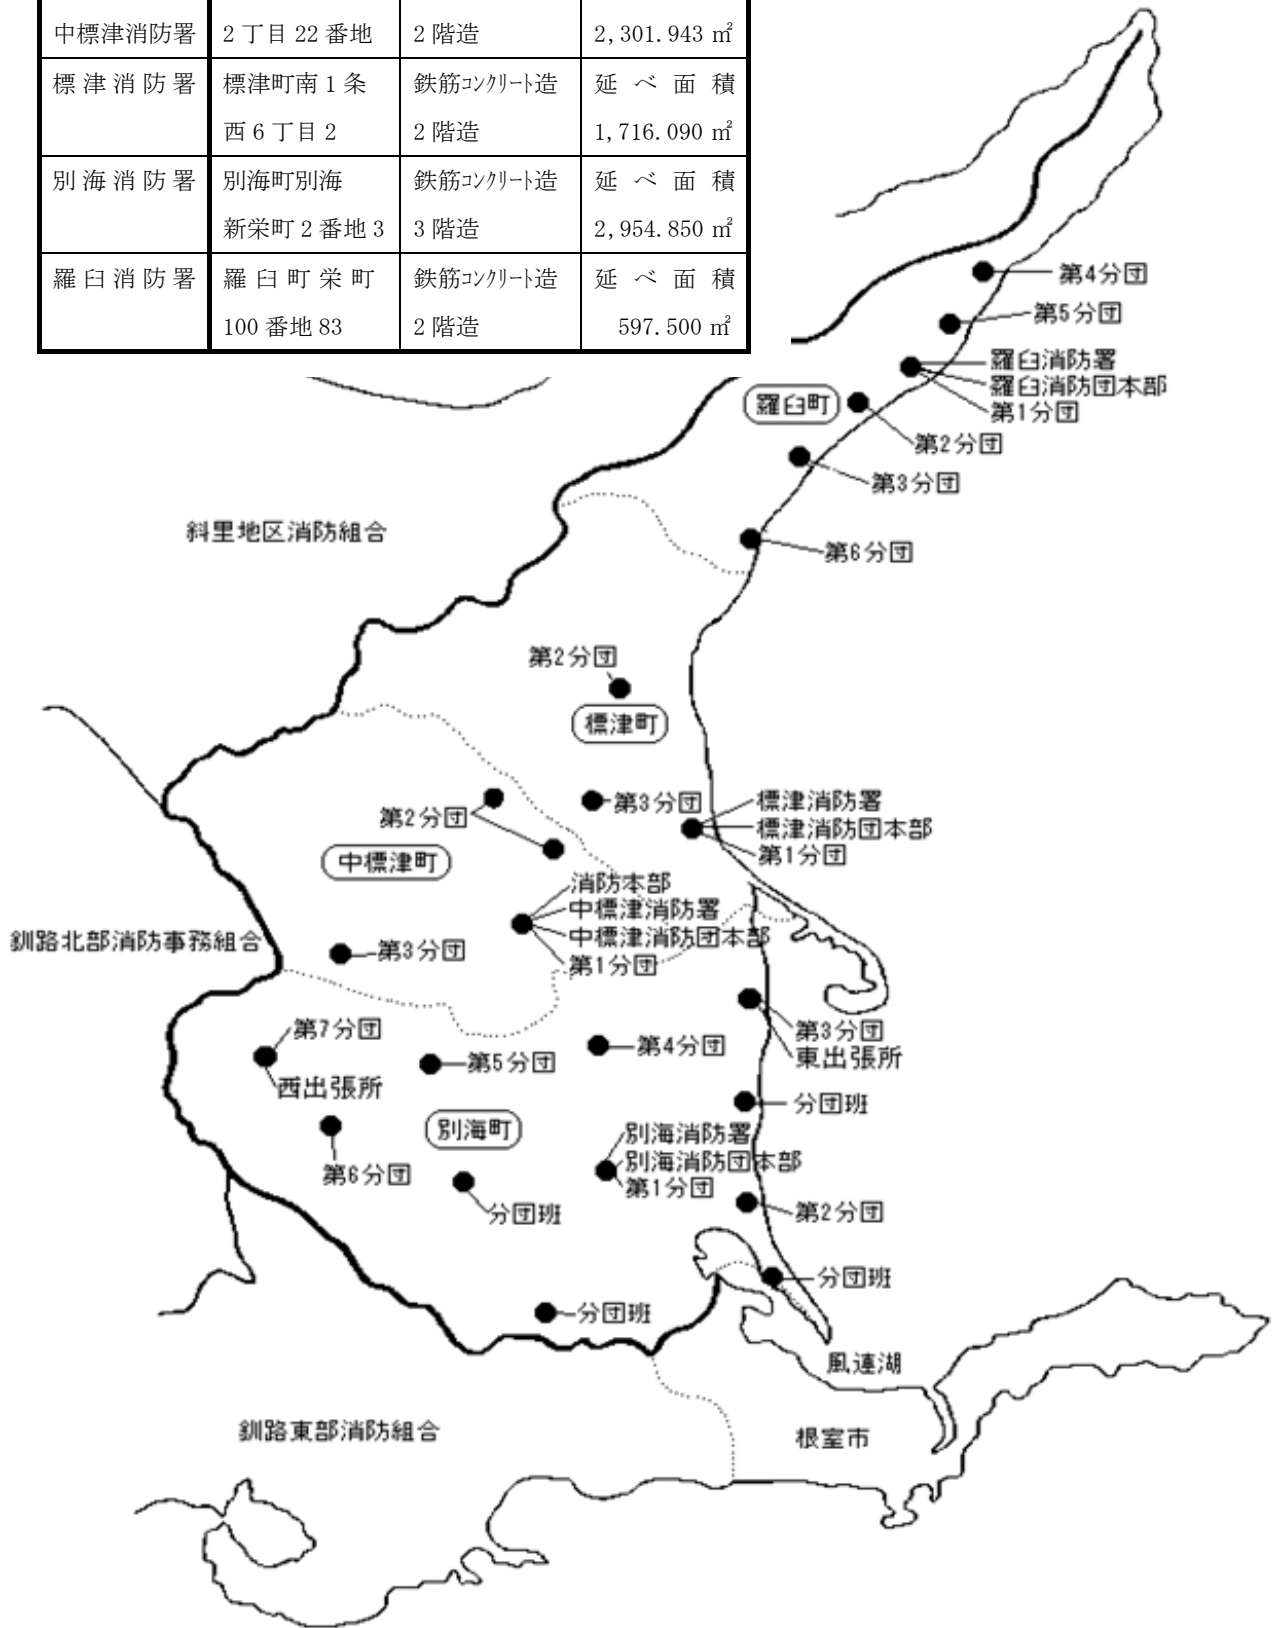 中標津消防署 2丁目22番地 2階造 2,301.943㎡
標津消防署 標津町南1条 鉄筋コンクリート造 延べ面積
西6丁目2 2階造 1,716.090㎡
別海消防署 別海町別海 鉄筋コンクリート造 延べ面積
新栄町2番地3 3階造 2,954.850㎡
羅臼消防署 羅臼町栄町 鉄筋コンクリート造 延べ面積
100番地83 2階造 597.500㎡
第4分団
第5分団
羅臼消防署
羅臼消防団本部
第1分団
羅臼町
第2分団
第3分団
斜里地区消防組合
第6分団
第2分団
標津町
第3分団
標津消防署
標津消防団本部
第1分団
第2分団
中標津町
消防本部
中標津消防署
中標津消防団本部
第1分団
釧路北部消防事務組合
第3分団
第7分団
西出張所
第5分団
第4分団
第3分団
東出張所
分団班
別海町
別海消防署
別海消防団本部
第1分団
第6分団
分団班
第2分団
分団班
分団班
風連湖
釧路東部消防組合
根室市